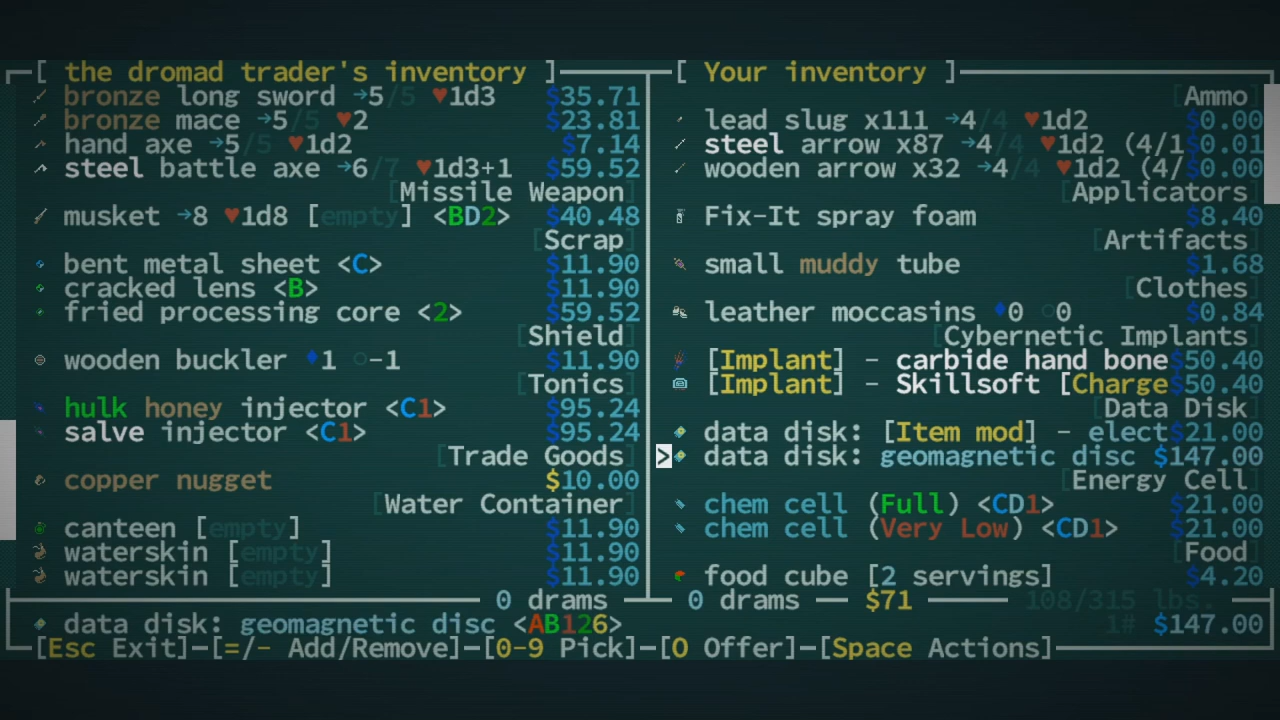 [ the dromad trader's inventory ]
bronze long sword →5/5 ♥1d3 $35.71
bronze mace →5/5 ♥2 $23.81
hand axe →5/5 ♥1d2 $7.14
steel battle axe →6/7 ♥1d3+1 $59.52
[Missile Weapon]
musket →8 ♥1d8 [empty] <BD2> $40.48
[Scrap]
bent metal sheet <C> $11.90
cracked lens <B> $11.90
fried processing core <2> $59.52
[Shield]
wooden buckler ♦1 ○-1 $11.90
[Tonics]
hulk honey injector <C1> $95.24
salve injector <C1> $95.24
[Trade Goods]
copper nugget $10.00
[Water Container]
canteen [empty] $11.90
waterskin [empty] $11.90
waterskin [empty] $11.90
0 drams
[ Your inventory ]
[Ammo]
lead slug x111 →4/4 ♥1d2 $0.00
steel arrow x87 →4/4 ♥1d2 (4/1 $0.01
wooden arrow x32 →4/4 ♥1d2 (4/ $0.00
[Applicators]
Fix-It spray foam $8.40
[Artifacts]
small muddy tube $1.68
[Clothes]
leather moccasins ♦0 ○0 $0.84
[Cybernetic Implants]
[Implant] - carbide hand bone $50.40
[Implant] - Skillsoft [Charge $50.40
[Data Disk]
data disk: [Item mod] - elect $21.00
> data disk: geomagnetic disc $147.00
[Energy Cell]
chem cell (Full) <CD1> $21.00
chem cell (Very Low) <CD1> $21.00
[Food]
food cube [2 servings] $4.20
0 drams — $71 108/315 lbs.
data disk: geomagnetic disc <AB126> 1# $147.00
[Esc Exit]-[=/- Add/Remove]-[0-9 Pick]-[O Offer]-[Space Actions]